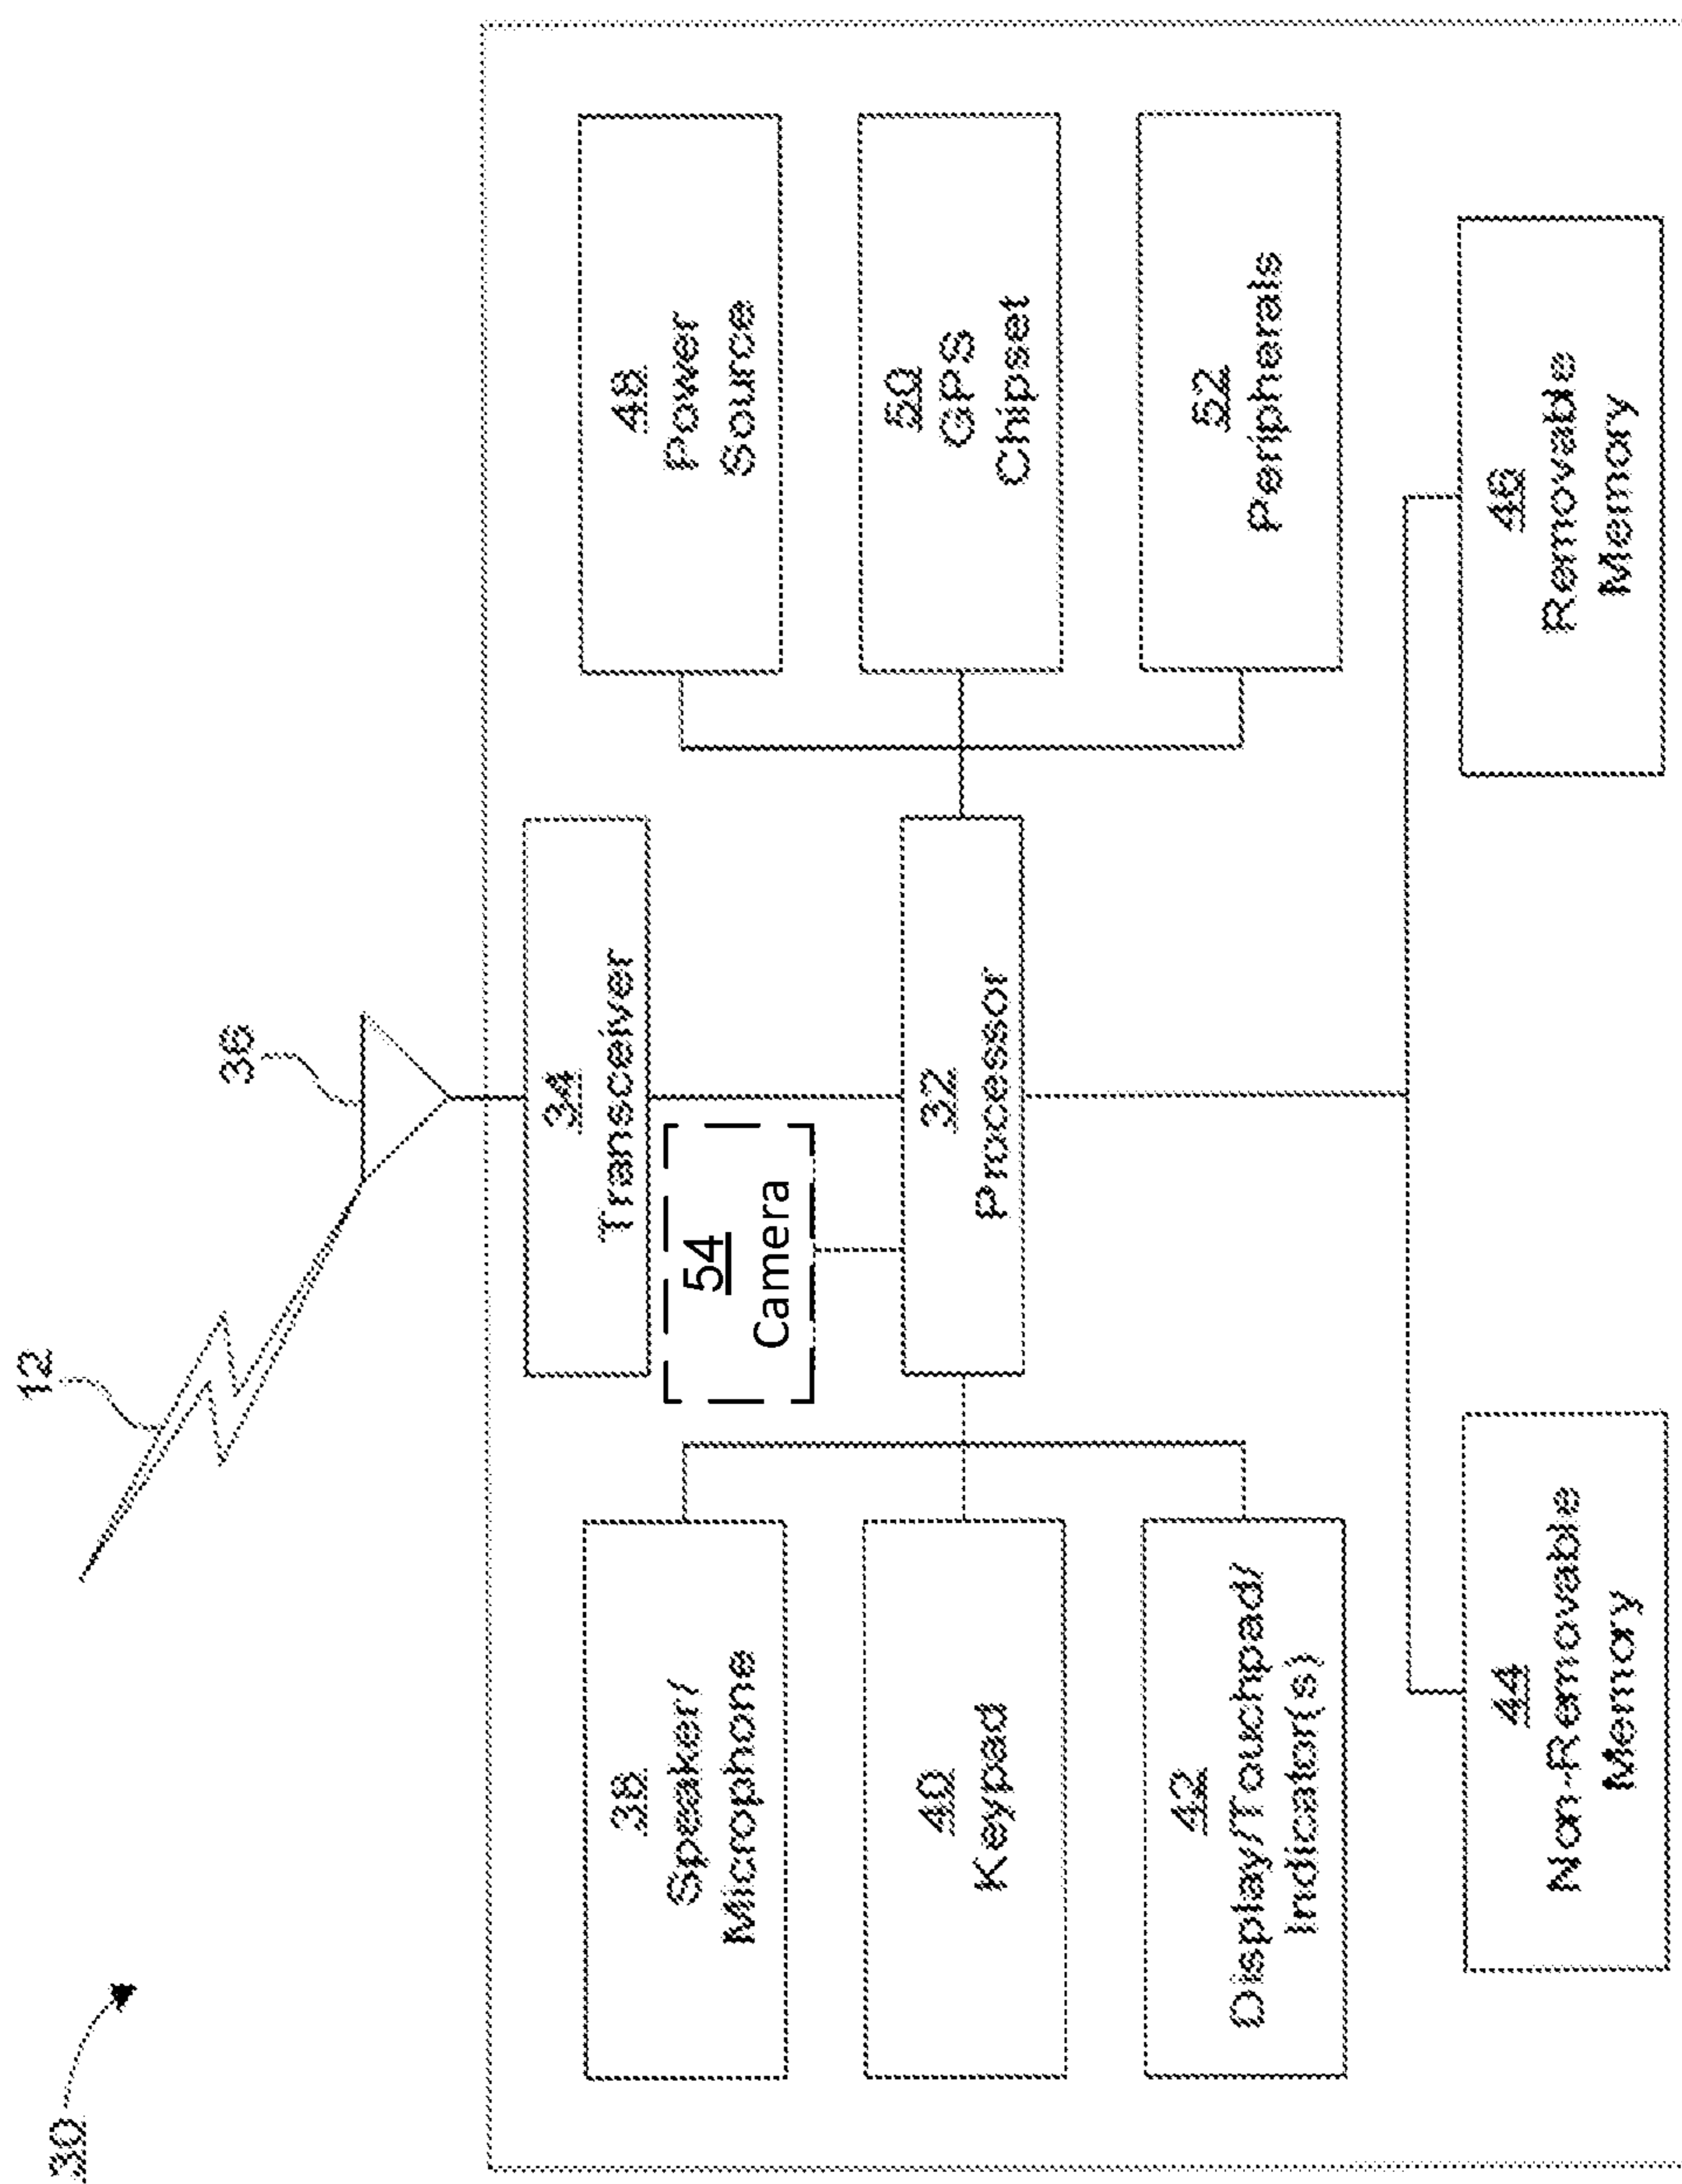 30
12
36
34
Transceiver
54
Camera
32
Processor
38
Speaker/
Microphone
40
Keypad
42
Display/Touchpad/
Indicator(s)
48
Power
Source
50
GPS
Chipset
52
Peripherals
44
Non-Removable
Memory
46
Removable
Memory